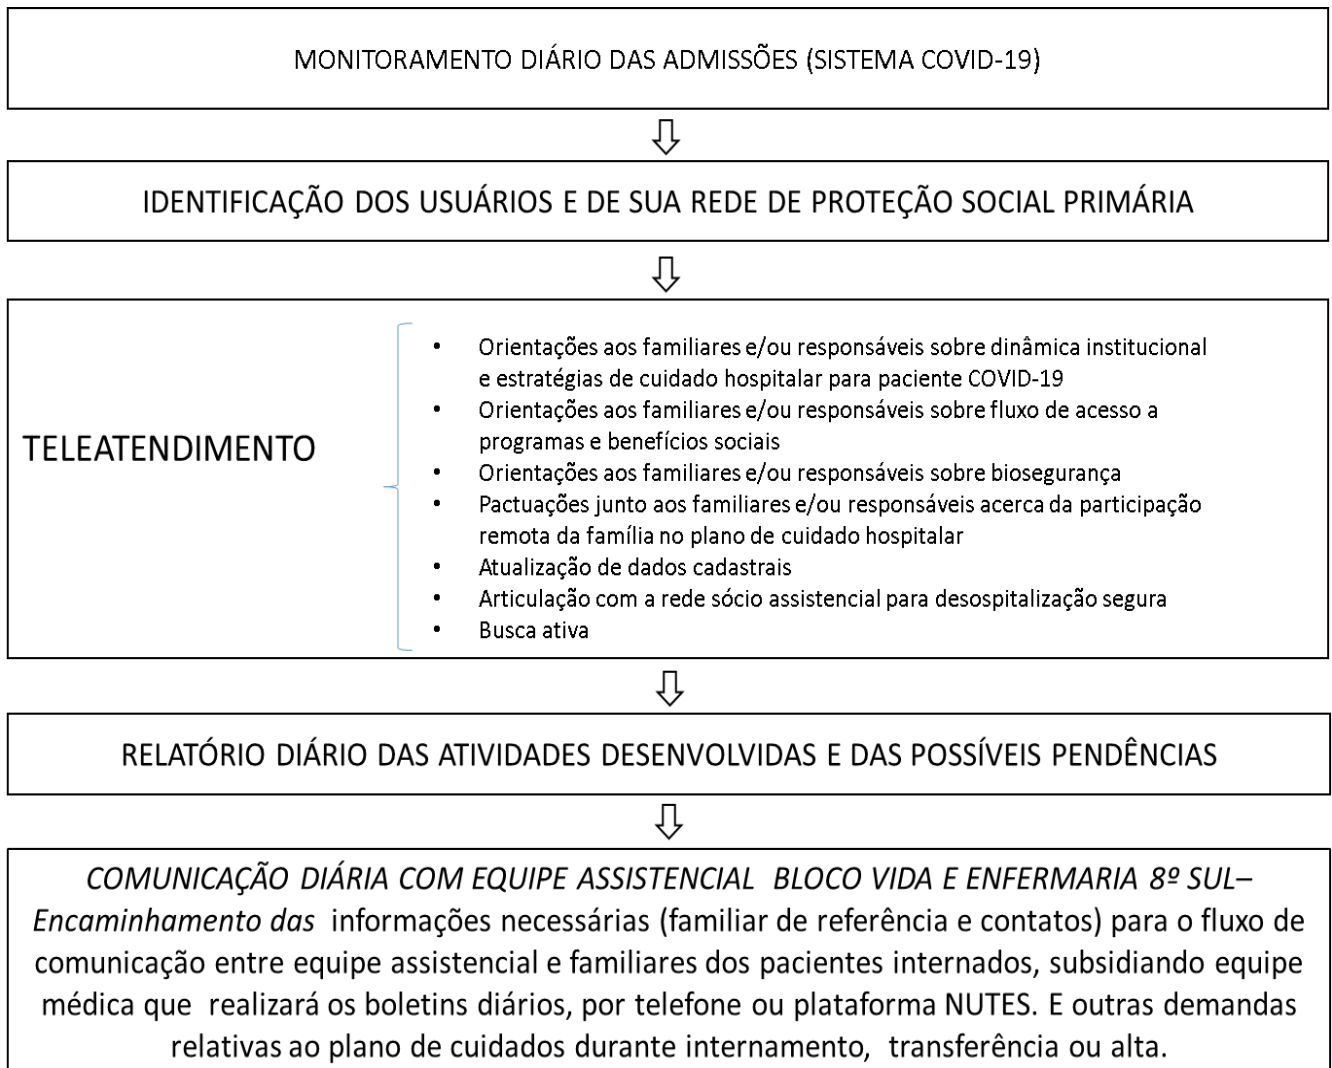 MONITORAMENTO DIÁRIO DAS ADMISSÕES (SISTEMA COVID-19)
IDENTIFICAÇÃO DOS USUÁRIOS E DE SUA REDE DE PROTEÇÃO SOCIAL PRIMÁRIA
TELEATENDIMENTO
• Orientações aos familiares e/ou responsáveis sobre dinâmica institucional
e estratégias de cuidado hospitalar para paciente COVID-19
• Orientações aos familiares e/ou responsáveis sobre fluxo de acesso a
programas e benefícios sociais
• Orientações aos familiares e/ou responsáveis sobre biosegurança
• Pactuações junto aos familiares e/ou responsáveis acerca da participação
remota da família no plano de cuidado hospitalar
• Atualização de dados cadastrais
• Articulação com a rede sócio assistencial para desospitalização segura
• Busca ativa
RELATÓRIO DIÁRIO DAS ATIVIDADES DESENVOLVIDAS E DAS POSSÍVEIS PENDÊNCIAS
COMUNICAÇÃO DIÁRIA COM EQUIPE ASSISTENCIAL BLOCO VIDA E ENFERMARIA 8º SUL–
Encaminhamento das informações necessárias (familiar de referência e contatos) para o fluxo de
comunicação entre equipe assistencial e familiares dos pacientes internados, subsidiando equipe
médica que realizará os boletins diários, por telefone ou plataforma NUTES. E outras demandas
relativas ao plano de cuidados durante internamento, transferência ou alta.